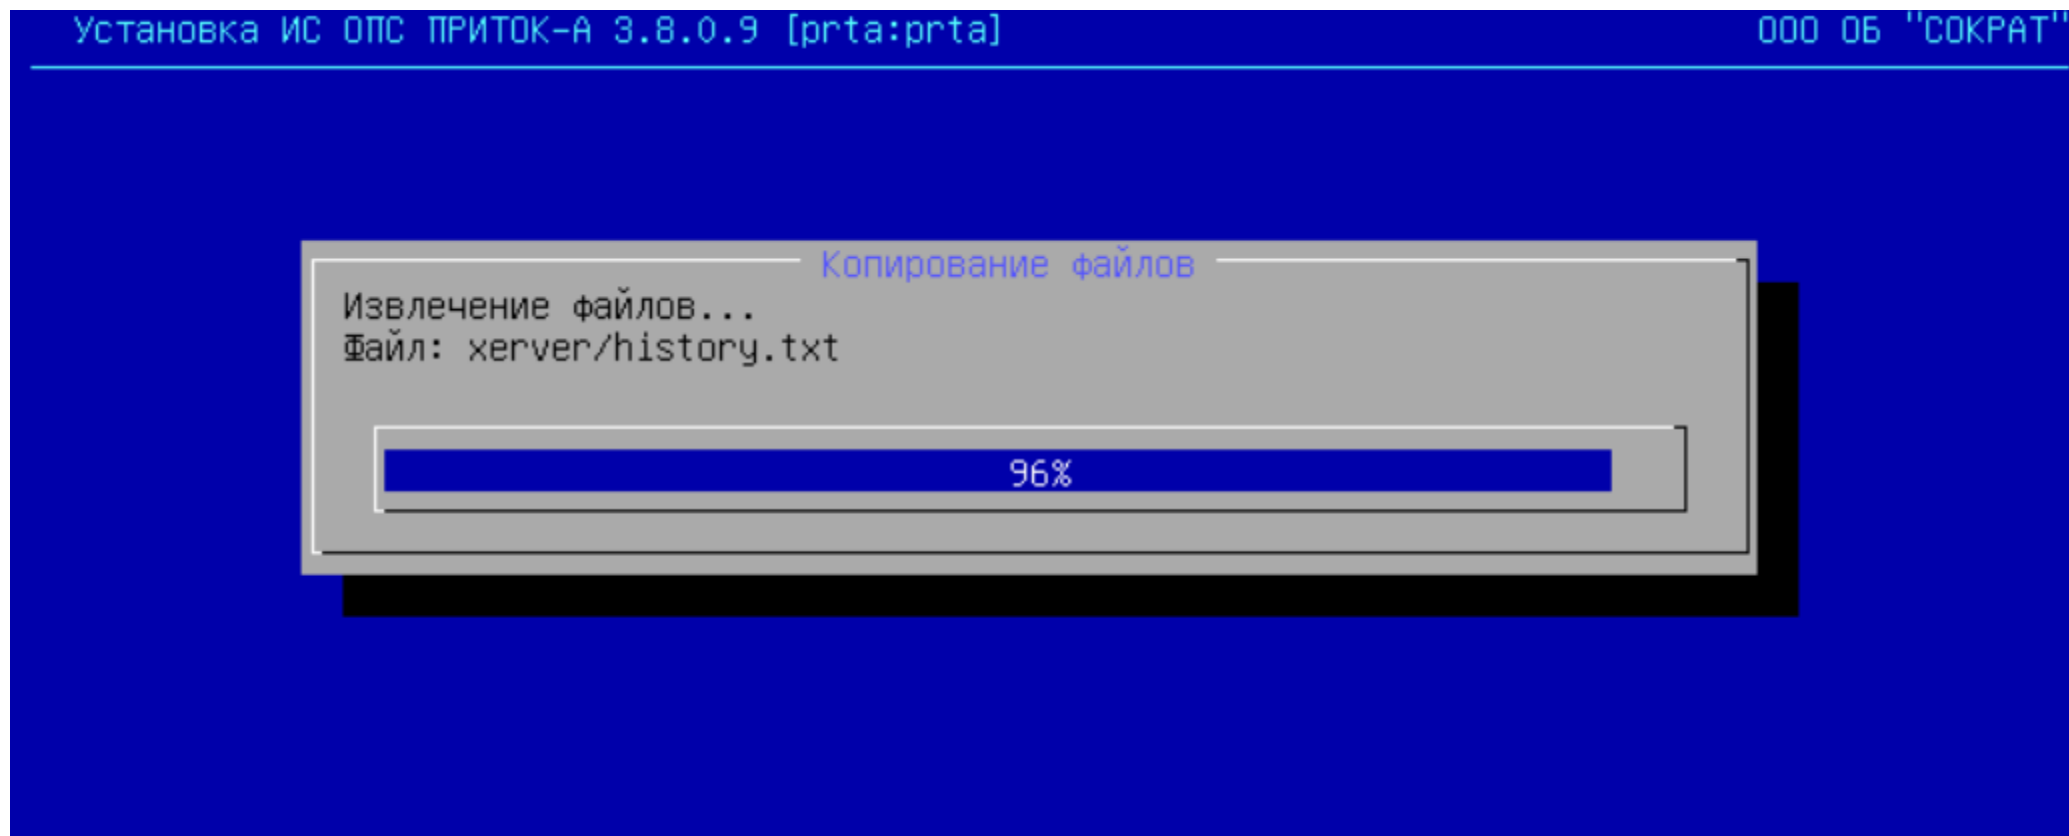 Установка ИС ОПС ПРИТОК-А 3.8.0.9 [prta:prta] ООО ОБ "СОКРАТ"
Копирование файлов
Извлечение файлов...
Файл: xerver/history.txt
96%